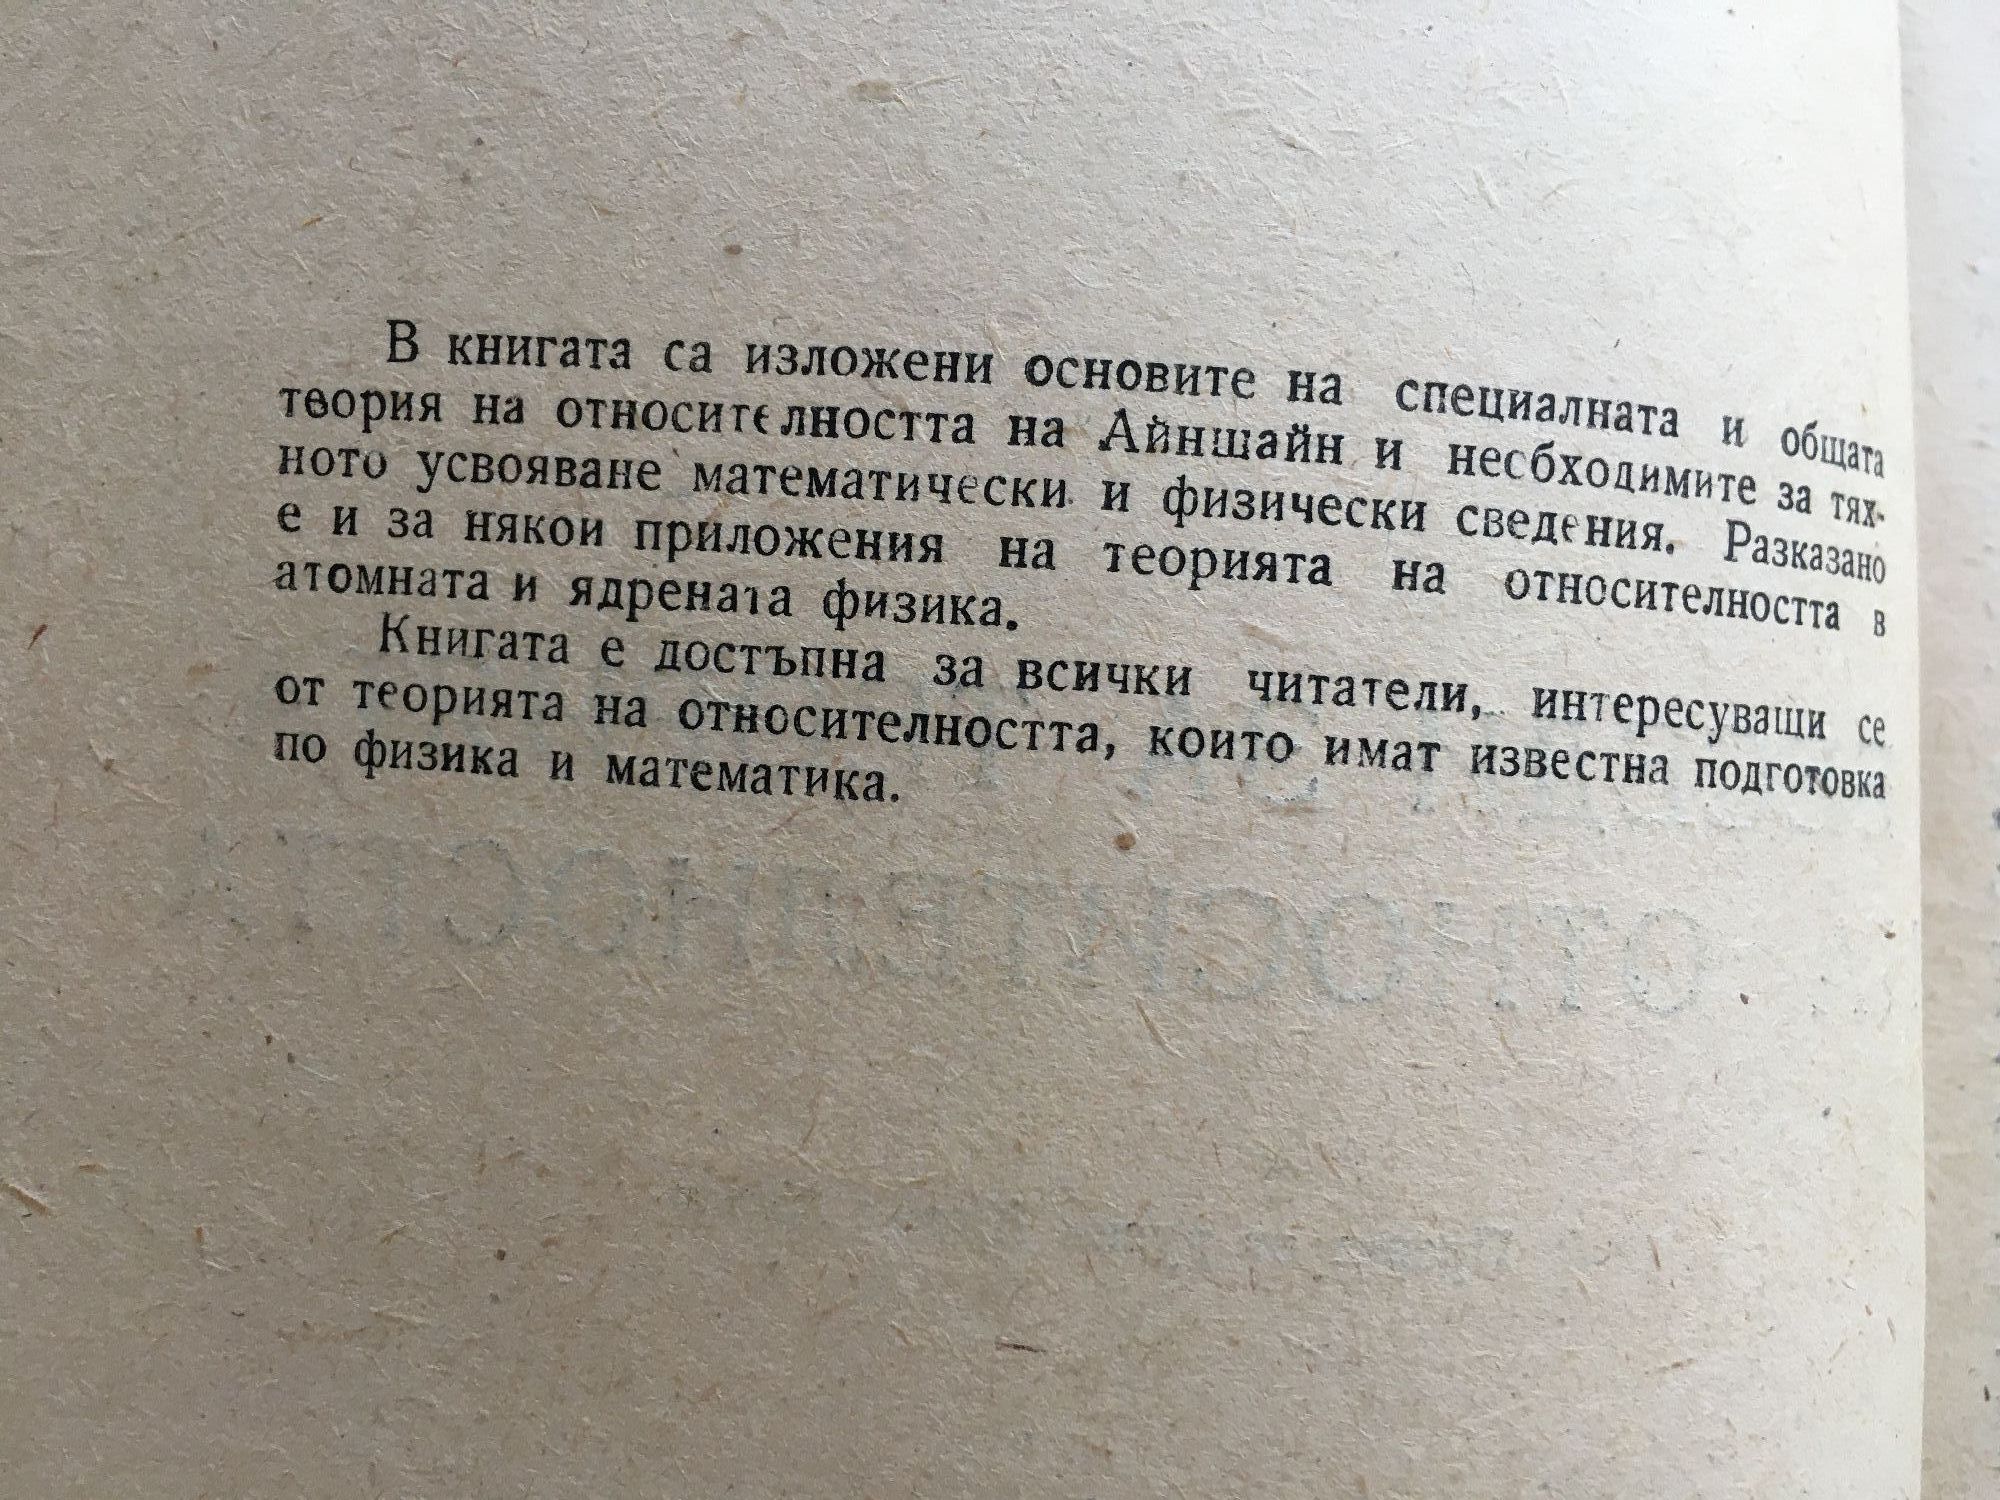 В книгата са изложени основите на специалната и общата
теория на относителността на Айншайн и необходимите за тях-
ното усвояване математически и физически сведения. Разказано
е и за някои приложения на теорията на относителността в
атомната и ядрената физика.
Книгата е достъпна за всички читатели, интересуващи се
от теорията на относителността, които имат известна подготовка
по физика и математика.